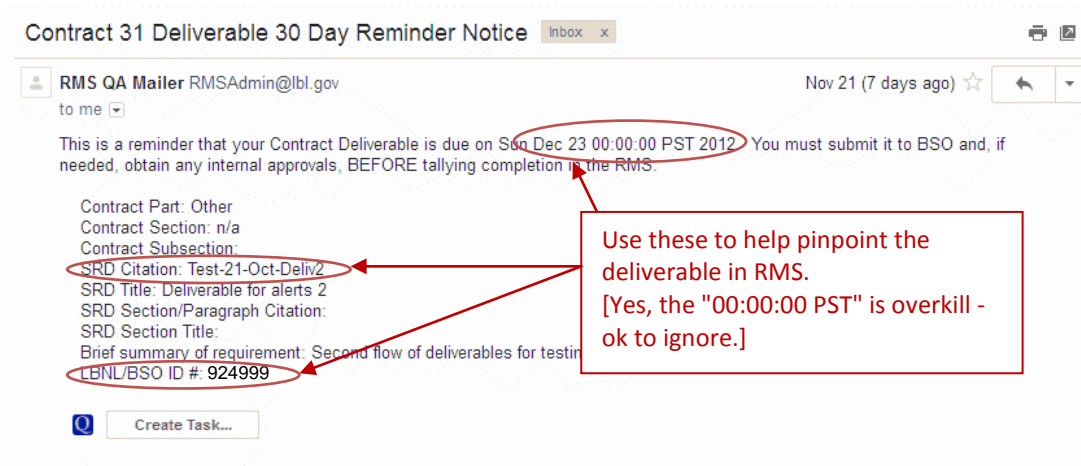 Contract 31 Deliverable 30 Day Reminder Notice Inbox x
RMS QA Mailer RMSAdmin@lbl.gov Nov 21 (7 days ago)
to me
This is a reminder that your Contract Deliverable is due on Sun Dec 23 00:00:00 PST 2012 You must submit it to BSO and, if
needed, obtain any internal approvals, BEFORE tallying completion in the RMS.
Contract Part: Other
Contract Section: n/a
Contract Subsection:
SRD Citation: Test-21-Oct-Deliv2
SRD Title: Deliverable for alerts 2
SRD Section/Paragraph Citation:
SRD Section Title:
Brief summary of requirement: Second flow of deliverables for testin
LBNL/BSO ID #: 924999
Use these to help pinpoint the
deliverable in RMS.
[Yes, the "00:00:00 PST" is overkill -
ok to ignore.]
Q Create Task...